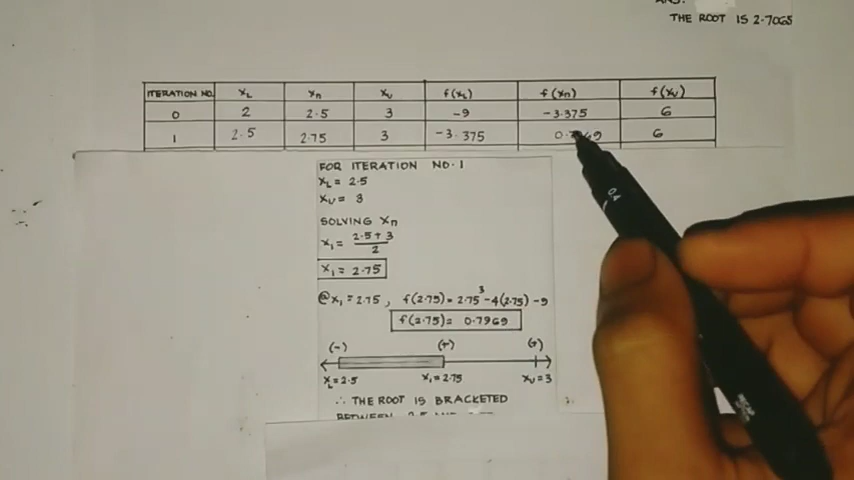 THE ROOT IS 2.7065
ITERATION NO. XL Xn XU f(XL) f(Xn) f(XU)
0 2 2.5 3 -9 -3.375 6
1 2.5 2.75 3 -3.375 6
FOR ITERATION NO. 1
XL = 2.5
XU = 3
SOLVING Xn
X1 = 2.5+3
2
X1 = 2.75
@X1 = 2.75, f(2.75) = 2.75³-4(2.75)-9
f(2.75) = 0.7969
(-) (+) (+)
XL=2.5 X1=2.75 XU=3
∴ THE ROOT IS BRACKETED
BETWEEN